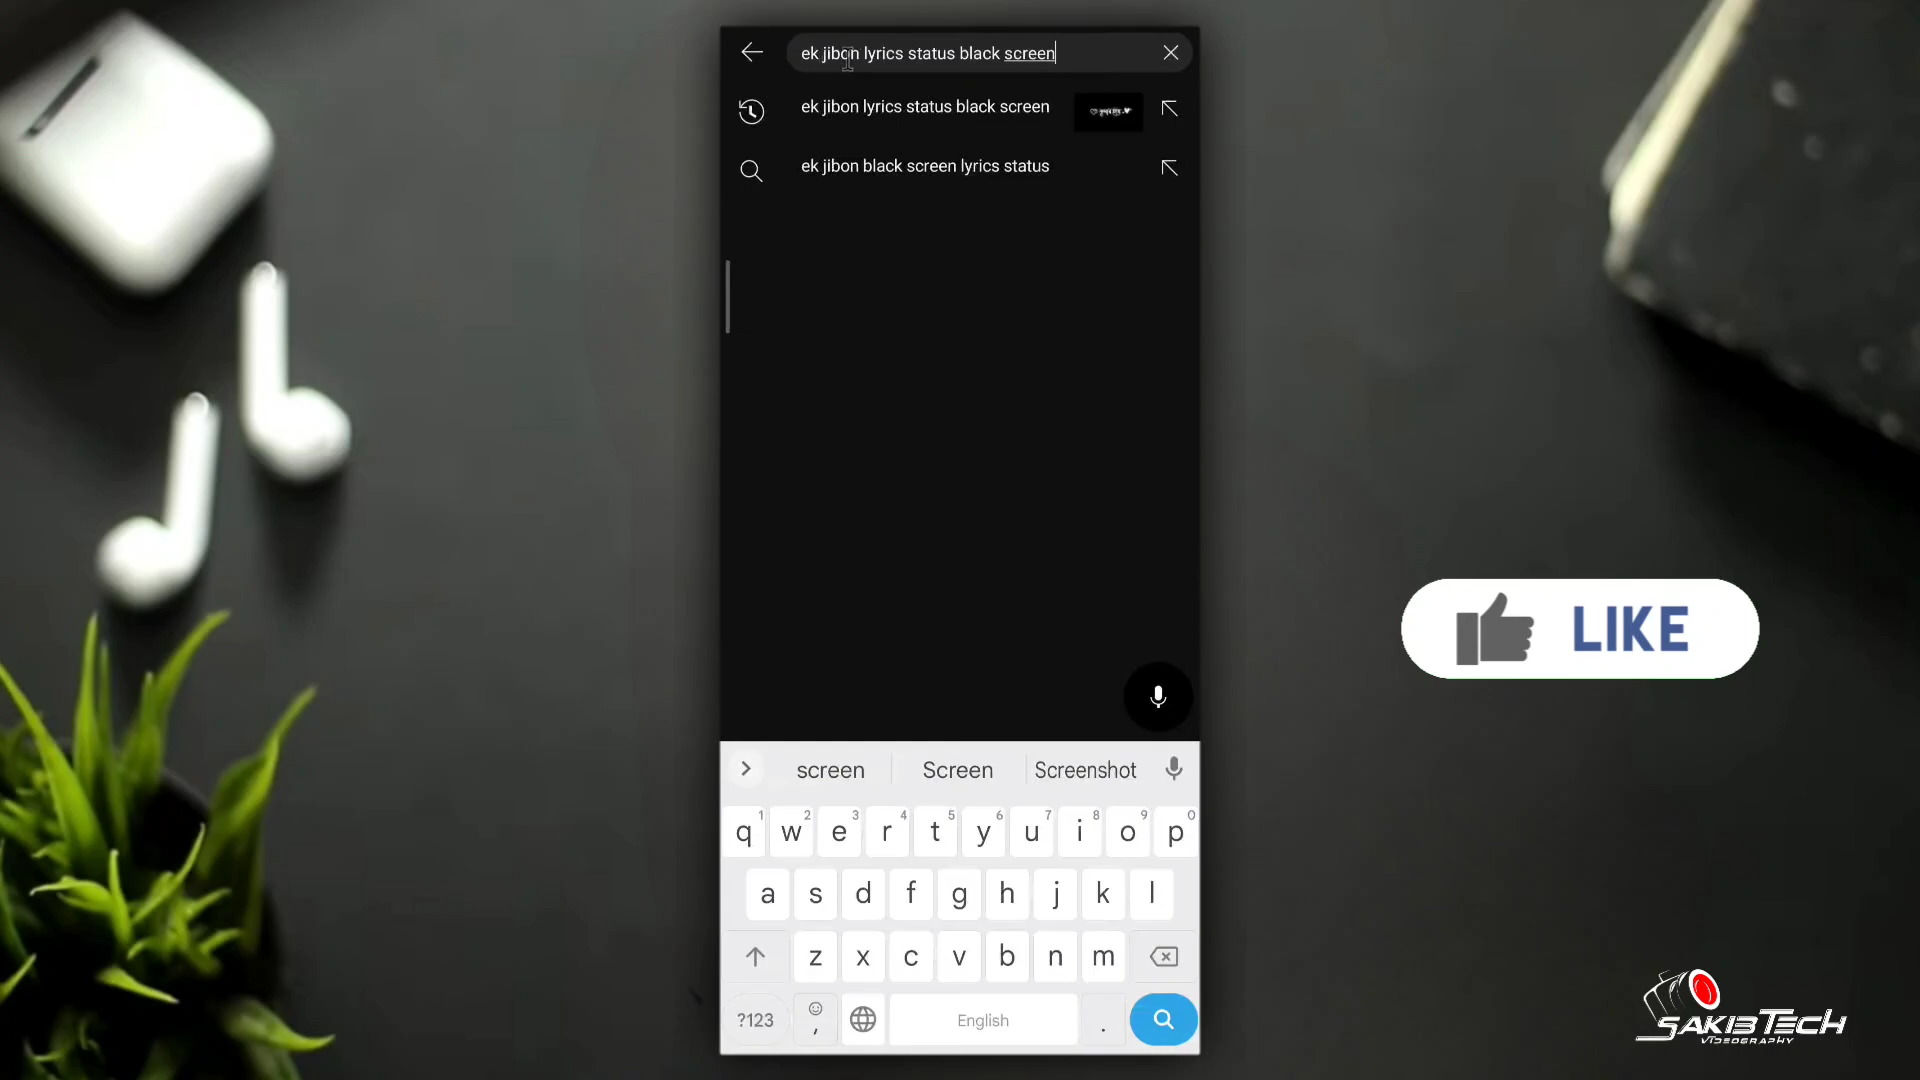 ek jibon lyrics status black screen
ek jibon lyrics status black screen
ek jibon black screen lyrics status
LIKE
screen Screen Screenshot
1 2 3 4 5 6 7 8 9 0
q w e r t y u i o p
a s d f g h j k l
z x c v b n m
?123 , English .
SAKIB TECH
VIDEOGRAPHY